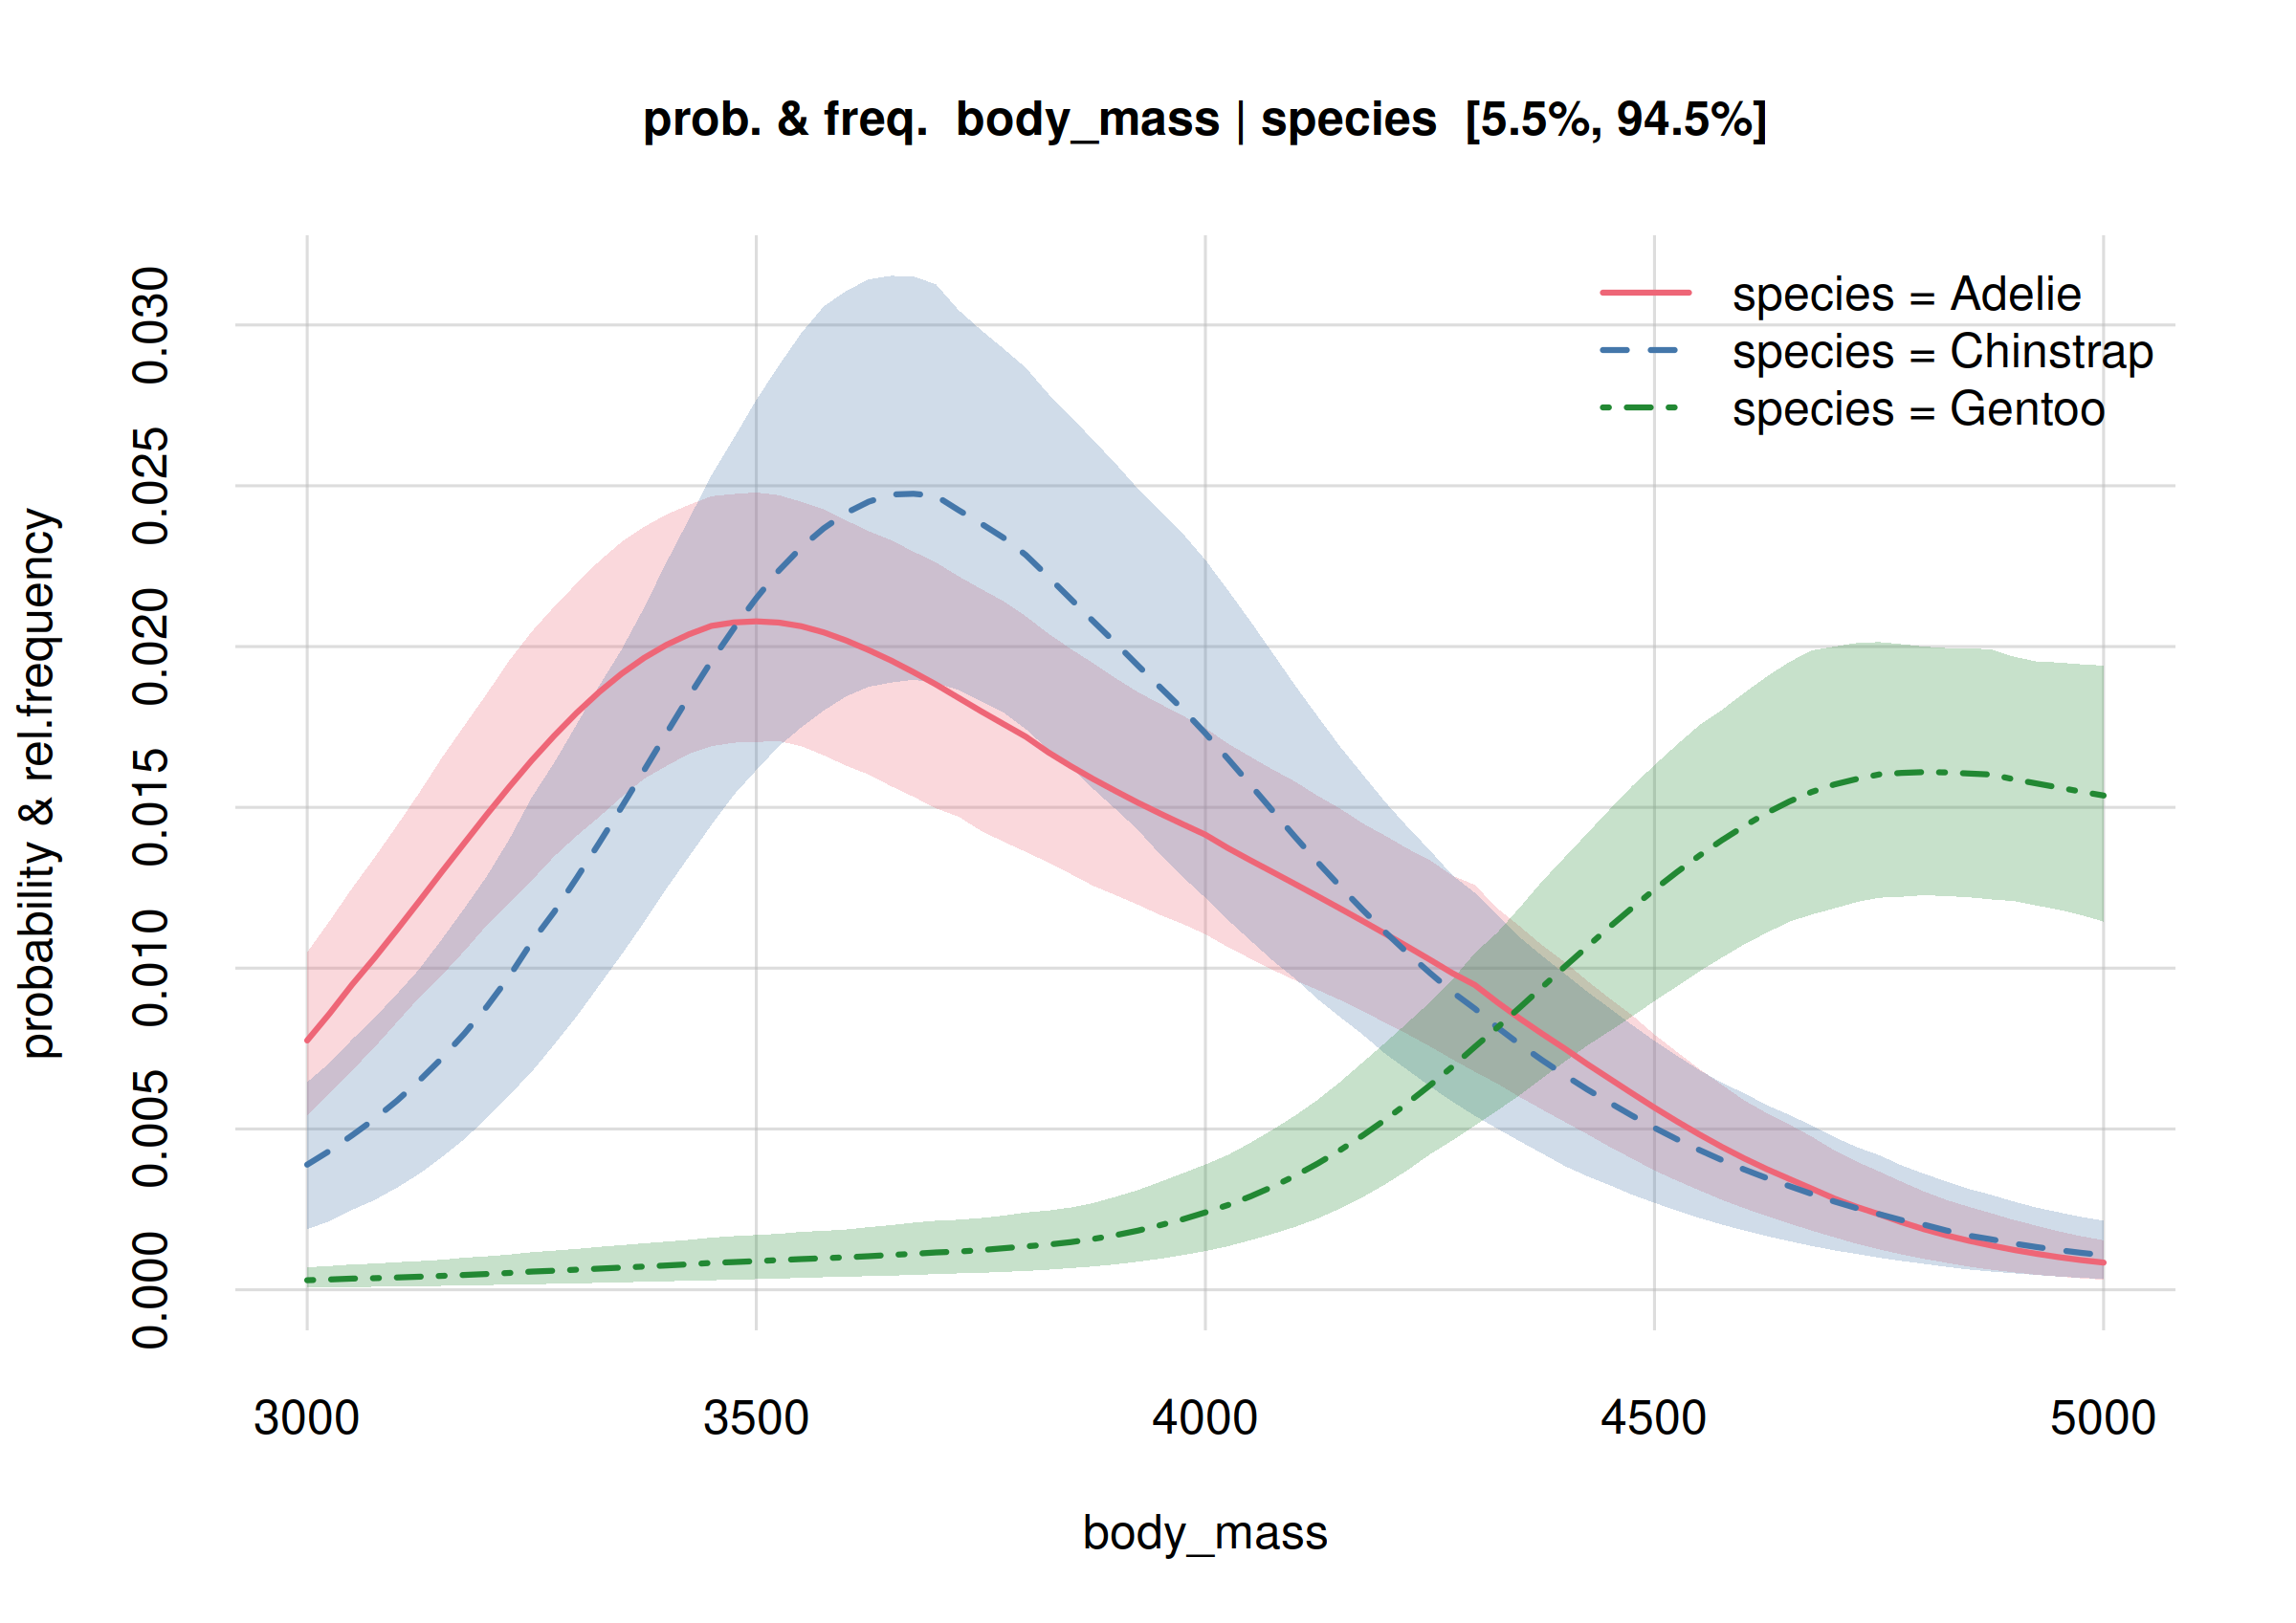 prob. & freq.  body_mass | species  [5.5%, 94.5%]
species = Adelie
species = Chinstrap
species = Gentoo
probability & rel.frequency
0.030
0.025
0.020
0.015
0.010
0.005
0.000
3000 3500 4000 4500 5000
body_mass